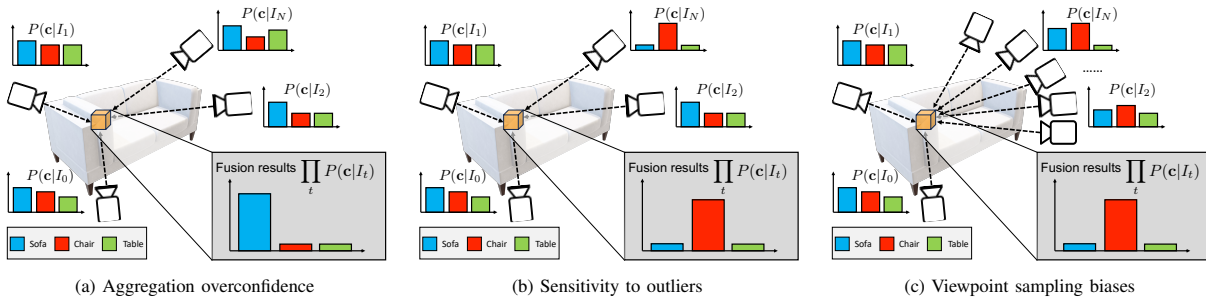 P(c|I_1)
P(c|I_N)
P(c|I_2)
P(c|I_0)
Fusion results ∏_t P(c|I_t)
Sofa Chair Table
(a) Aggregation overconfidence
P(c|I_1)
P(c|I_N)
P(c|I_2)
P(c|I_0)
Fusion results ∏_t P(c|I_t)
Sofa Chair Table
(b) Sensitivity to outliers
P(c|I_1)
P(c|I_N)
......
P(c|I_2)
P(c|I_0)
Fusion results ∏_t P(c|I_t)
Sofa Chair Table
(c) Viewpoint sampling biases